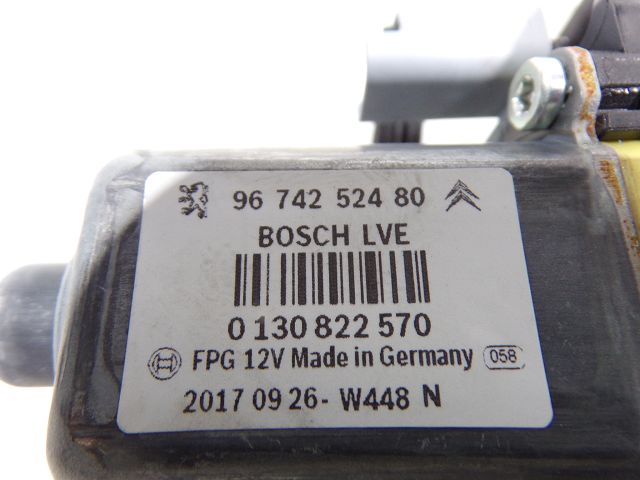 96 742 524 80
BOSCH LVE
0 130 822 570
FPG 12V Made in Germany 058
2017 09 26- W448 N